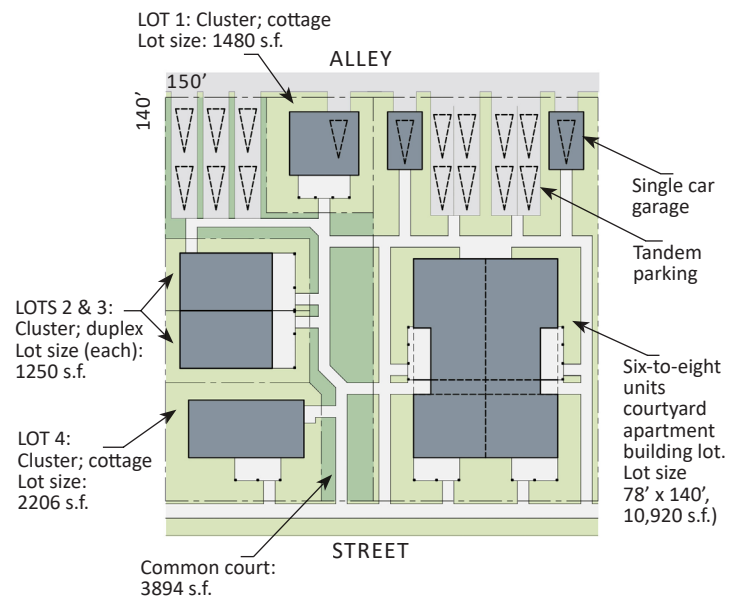 LOT 1: Cluster; cottage
Lot size: 1480 s.f.
ALLEY
150’
140’
Single car
garage
Tandem
parking
LOTS 2 & 3:
Cluster; duplex
Lot size (each):
1250 s.f.
Six-to-eight
units
courtyard
apartment
building lot.
Lot size
78’ x 140’,
10,920 s.f.)
LOT 4:
Cluster; cottage
Lot size:
2206 s.f.
STREET
Common court:
3894 s.f.